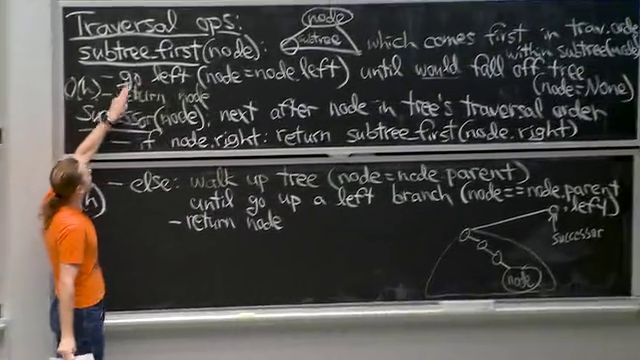 Traversal ops:
node
subtree
subtree_first(node): which comes first in trav. order
within subtree(node)
O(h) - go left (node=node.left) until would fall off tree
(node=None)
- return node
Successor(node): next after node in tree's traversal order
- if node.right: return subtree_first(node.right)
- else: walk up tree (node=node.parent)
until go up a left branch (node==node.parent
.left)
- return node
successor
node